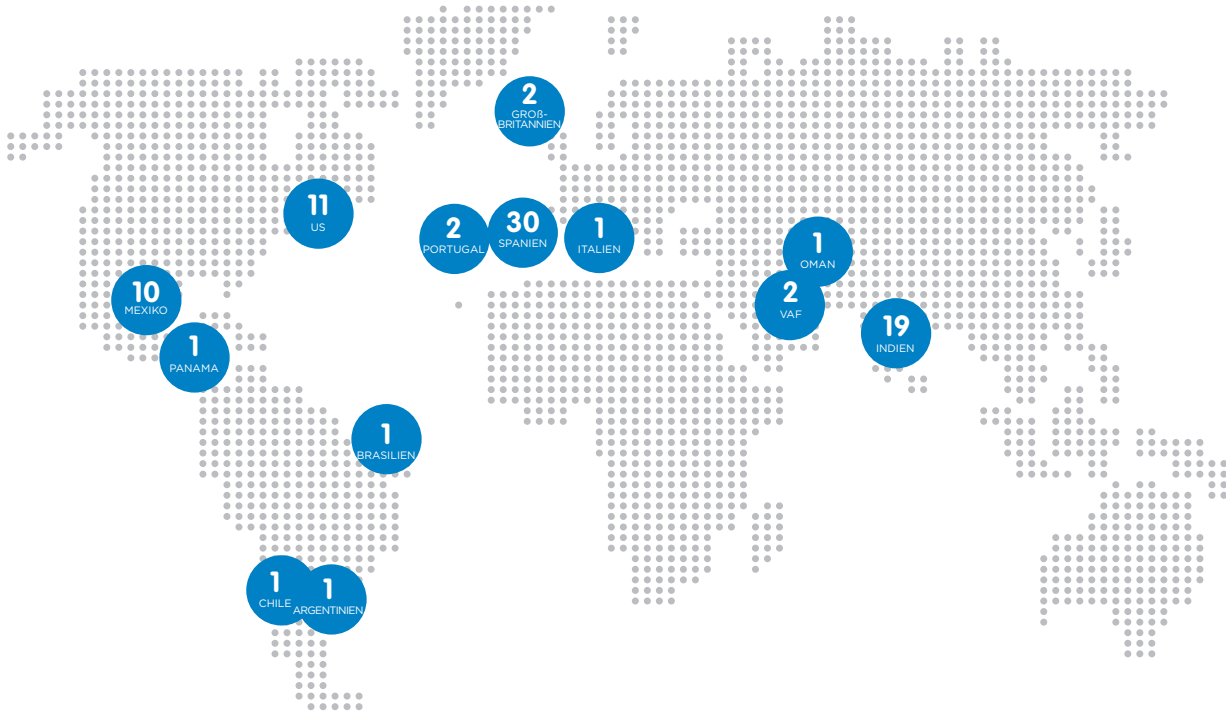 2
GROß-
BRITANNIEN
11
US
2
PORTUGAL
30
SPANIEN
1
ITALIEN
1
OMAN
10
MEXIKO
2
VAF
19
INDIEN
1
PANAMA
1
BRASILIEN
1
CHILE
1
ARGENTINIEN